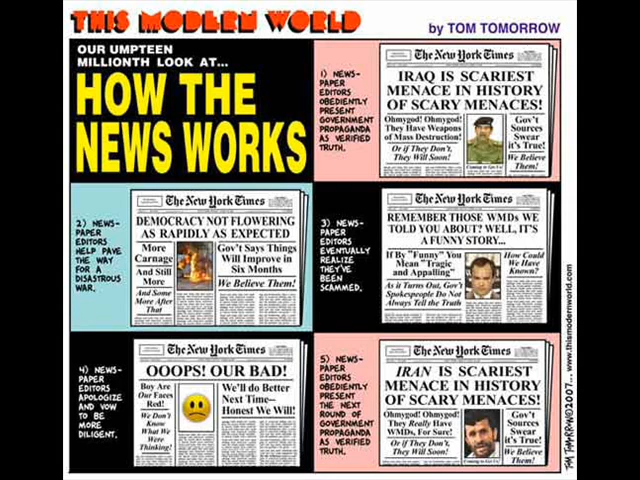 THIS MODERN WORLD
by TOM TOMORROW
OUR UMPTEEN
MILLIONTH LOOK AT...
HOW THE
NEWS WORKS
1) NEWS-
PAPER
EDITORS
OBEDIENTLY
PRESENT
GOVERNMENT
PROPAGANDA
AS VERIFIED
TRUTH.
The New York Times
IRAQ IS SCARIEST
MENACE IN HISTORY
OF SCARY MENACES!
Ohmygod! Ohmygod!
They Have Weapons
of Mass Destruction!
Or if They Don't,
They Will Soon!
Coming to Get Us!
Gov't
Sources
Swear
it's True!
We Believe
Them!
2) NEWS-
PAPER
EDITORS
HELP PAVE
THE WAY
FOR A
DISASTROUS
WAR.
The New York Times
DEMOCRACY NOT FLOWERING
AS RAPIDLY AS EXPECTED
More
Carnage
And Still
More
And Some
More After
That
Gov't Says Things
Will Improve in
Six Months
We Believe Them!
3) NEWS-
PAPER
EDITORS
EVENTUALLY
REALIZE
THEY'VE
BEEN
SCAMMED.
The New York Times
REMEMBER THOSE WMDs WE
TOLD YOU ABOUT? WELL, IT'S
A FUNNY STORY...
If By "Funny" You
Mean "Tragic
and Appalling"
As it Turns Out, Gov't
Spokespeople Do Not
Always Tell the Truth
How Could
We Have
Known?
4) NEWS-
PAPER
EDITORS
APOLOGIZE
AND VOW
TO BE
MORE
DILIGENT.
The New York Times
OOOPS! OUR BAD!
Boy Are
Our Faces
Red!
We Don't
Know
What We
Were
Thinking!
We'll do Better
Next Time--
Honest We Will!
5) NEWS-
PAPER
EDITORS
OBEDIENTLY
PRESENT
THE NEXT
ROUND OF
GOVERNMENT
PROPAGANDA
AS VERIFIED
TRUTH.
The New York Times
IRAN IS SCARIEST
MENACE IN HISTORY
OF SCARY MENACES!
Ohmygod! Ohmygod!
They Really Have
WMDs, For Sure!
Or if They Don't,
They Will Soon!
Coming to Get Us!
Gov't
Sources
Swear
it's True!
We Believe
Them!
TOM TOMORROW©2007... www.thismodernworld.com